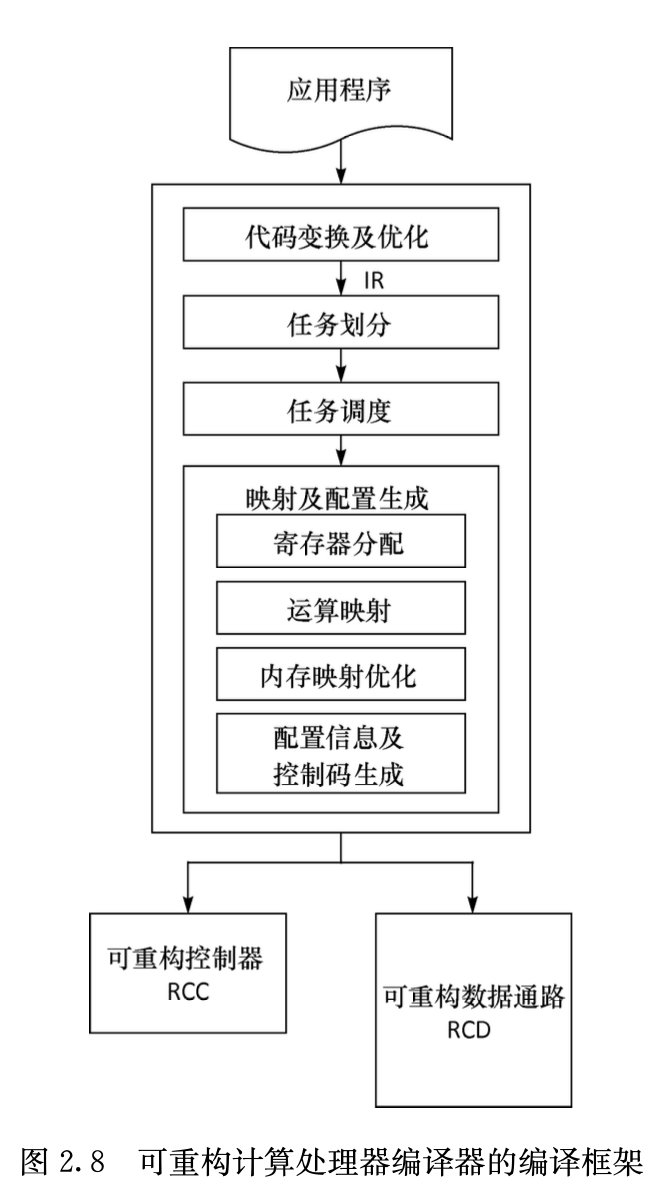 应用程序
代码变换及优化
IR
任务划分
任务调度
映射及配置生成
寄存器分配
运算映射
内存映射优化
配置信息及
控制码生成
可重构控制器
RCC
可重构数据通路
RCD
图 2.8 可重构计算处理器编译器的编译框架